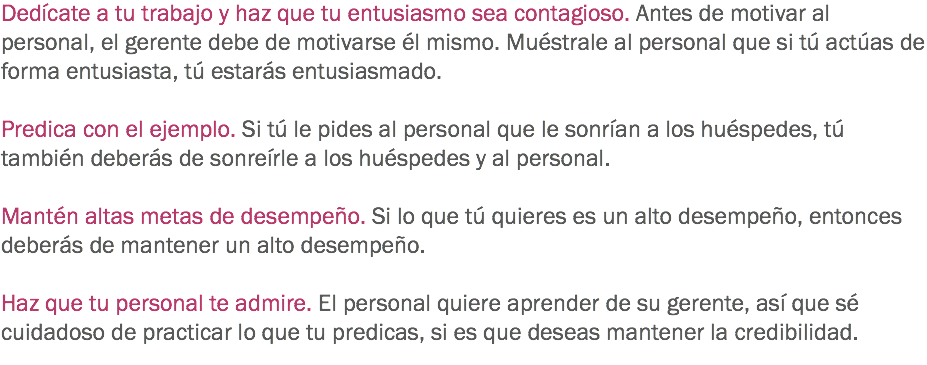 Dedícate a tu trabajo y haz que tu entusiasmo sea contagioso. Antes de motivar al
personal, el gerente debe de motivarse él mismo. Muéstrale al personal que si tú actúas de
forma entusiasta, tú estarás entusiasmado.
Predica con el ejemplo. Si tú le pides al personal que le sonrían a los huéspedes, tú
también deberás de sonreírle a los huéspedes y al personal.
Mantén altas metas de desempeño. Si lo que tú quieres es un alto desempeño, entonces
deberás de mantener un alto desempeño.
Haz que tu personal te admire. El personal quiere aprender de su gerente, así que sé
cuidadoso de practicar lo que tu predicas, si es que deseas mantener la credibilidad.